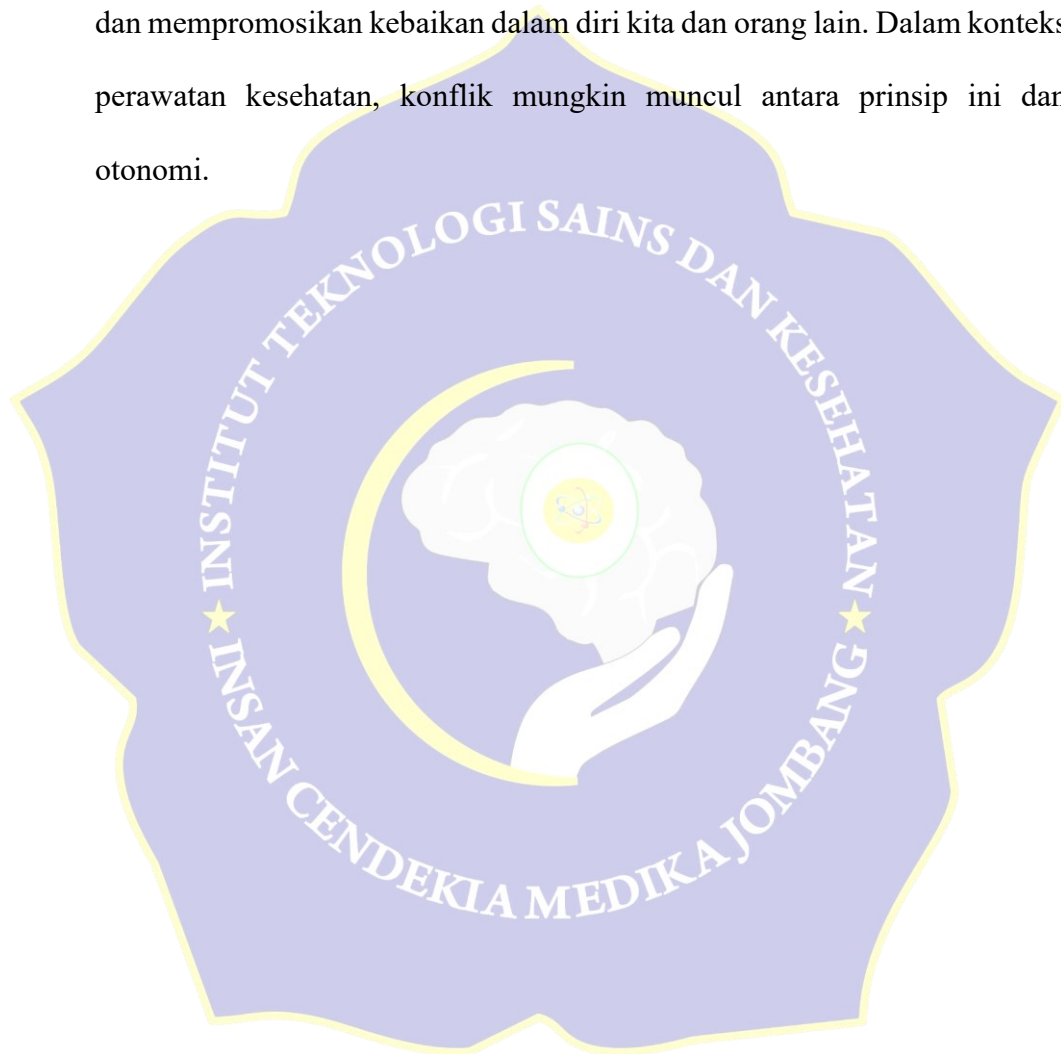 dan mempromosikan kebaikan dalam diri kita dan orang lain. Dalam konteks
perawatan kesehatan, konflik mungkin muncul antara prinsip ini dan
otonomi.
INSTITUT TEKNOLOGI SAINS DAN KESEHATAN
INSAN CENDEKIA MEDIKA JOMBANG